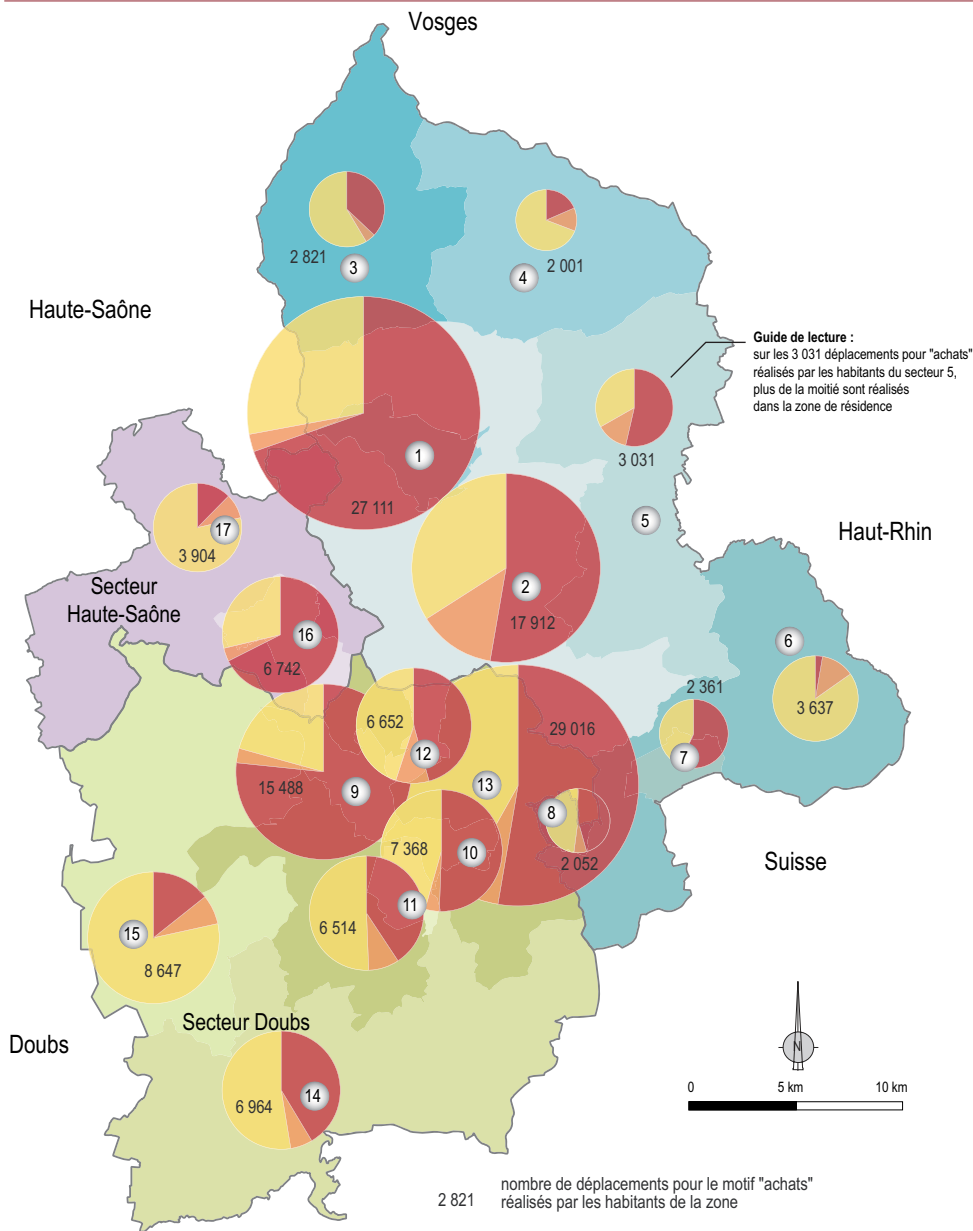 Vosges
2 821
3
4
2 001
Haute-Saône
Guide de lecture :
sur les 3 031 déplacements pour "achats"
réalisés par les habitants du secteur 5,
plus de la moitié sont réalisés
dans la zone de résidence
3 031
1
27 111
5
17
3 904
Haut-Rhin
Secteur
Haute-Saône
2
17 912
16
6 742
6
3 637
2 361
7
6 652
12
29 016
9
15 488
13
8
2 052
10
7 368
Suisse
11
6 514
15
8 647
Secteur Doubs
Doubs
14
6 964
N
0 5 km 10 km
2 821 nombre de déplacements pour le motif "achats"
réalisés par les habitants de la zone